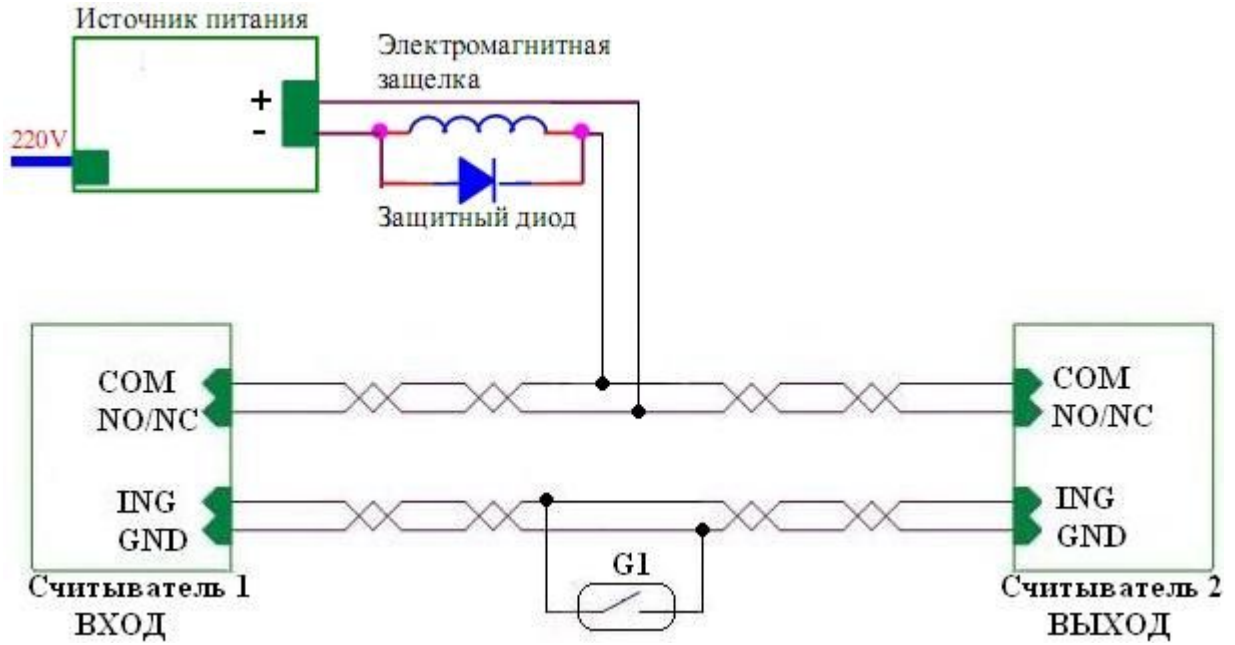 Источник питания
Электромагнитная
защелка
+
-
220V
Защитный диод
COM
NO/NC
ING
GND
Считыватель 1
ВХОД
G1
COM
NO/NC
ING
GND
Считыватель 2
ВЫХОД